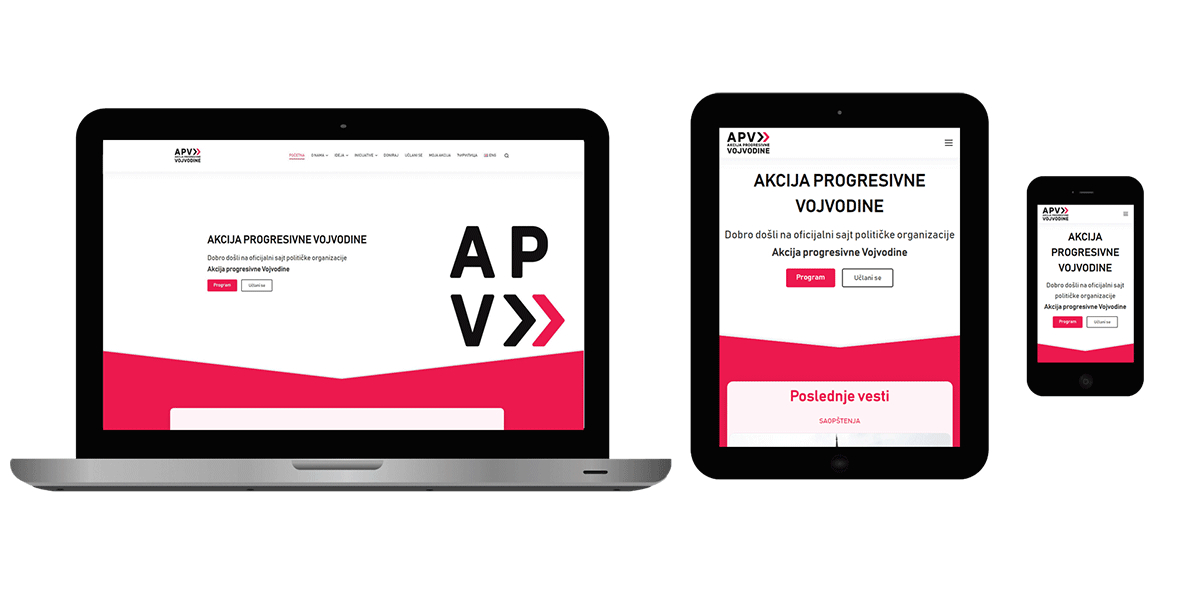 APV
AKCIJA PROGRESIVNE
VOJVODINE
POČETNA O NAMA IDEJA INICIJATIVE DONIRAJ UČLANI SE MOJA AKCIJA ЋИРИЛИЦА ENG
AKCIJA PROGRESIVNE VOJVODINE
Dobro došli na oficijalni sajt političke organizacije
Akcija progresivne Vojvodine
Program Učlani se
A P
V
APV
AKCIJA PROGRESIVNE
VOJVODINE
AKCIJA PROGRESIVNE
VOJVODINE
Dobro došli na oficijalni sajt političke organizacije
Akcija progresivne Vojvodine
Program Učlani se
Poslednje vesti
SAOPŠTENJA
APV
AKCIJA PROGRESIVNE
VOJVODINE
AKCIJA
PROGRESIVNE
VOJVODINE
Dobro došli na oficijalni sajt
političke organizacije
Akcija progresivne Vojvodine
Program Učlani se